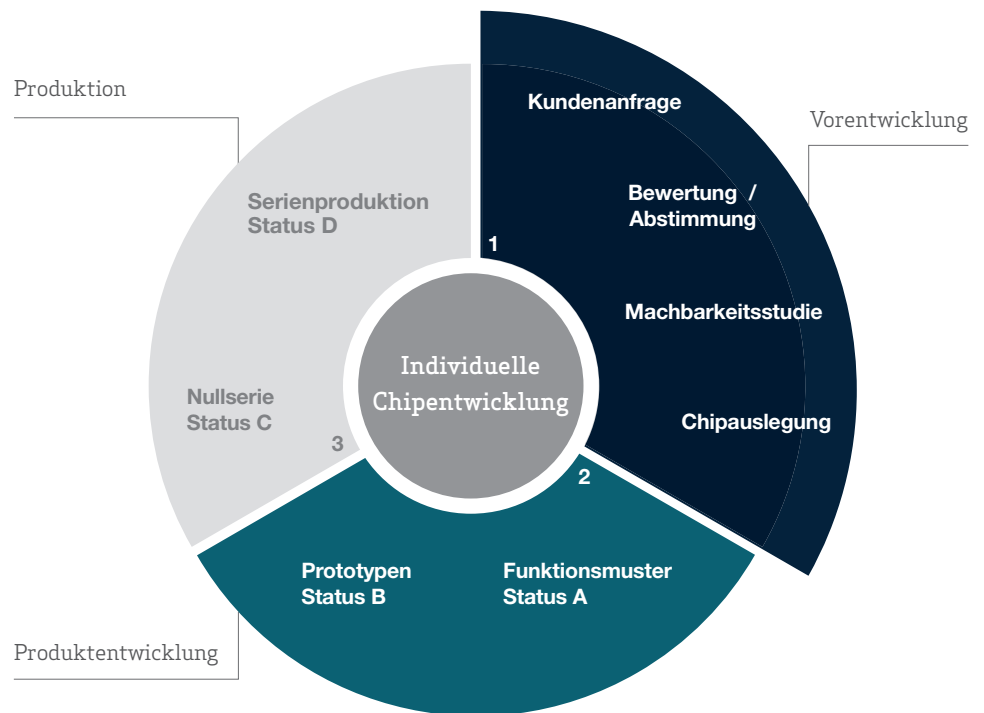 Produktion
Kundenanfrage
Vorentwicklung
Bewertung /
Abstimmung
Serienproduktion
Status D
1
Machbarkeitsstudie
Individuelle
Chipentwicklung
Nullserie
Status C
Chipauslegung
3
2
Prototypen
Status B
Funktionsmuster
Status A
Produktentwicklung